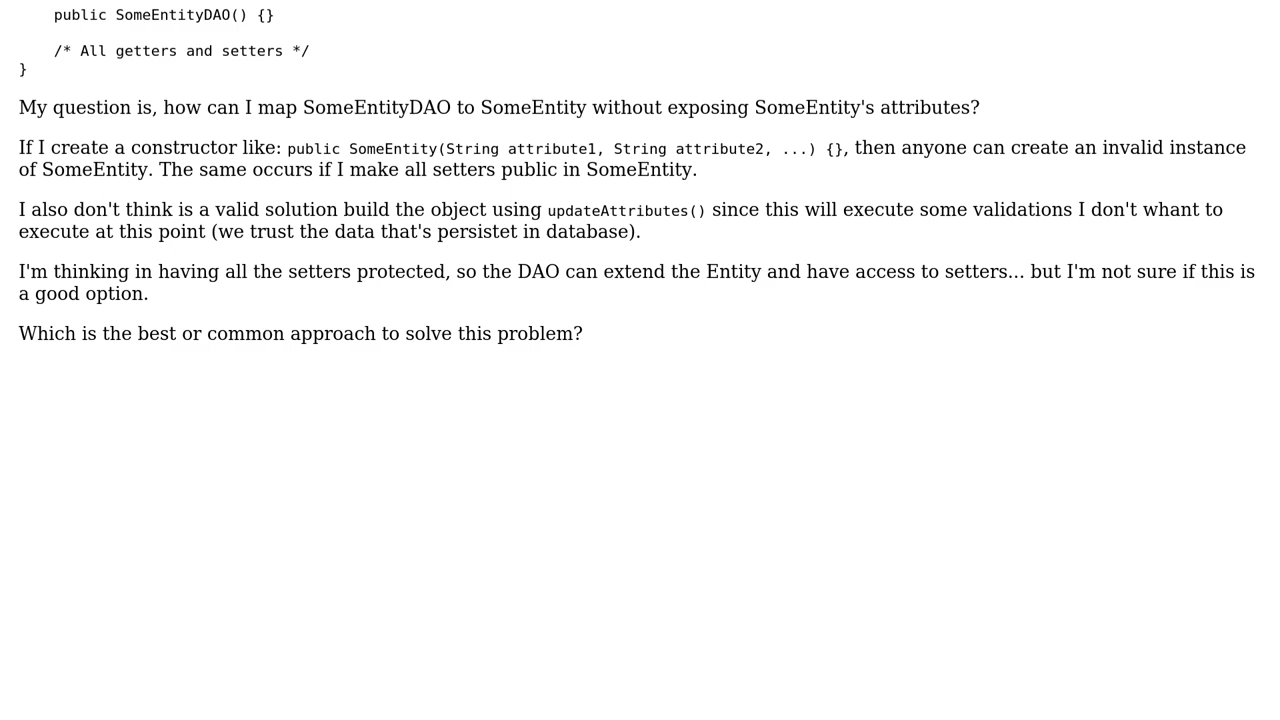 public SomeEntityDAO() {}
/* All getters and setters */
}
My question is, how can I map SomeEntityDAO to SomeEntity without exposing SomeEntity's attributes?
If I create a constructor like: public SomeEntity(String attribute1, String attribute2, ...) {}, then anyone can create an invalid instance
of SomeEntity. The same occurs if I make all setters public in SomeEntity.
I also don't think is a valid solution build the object using updateAttributes() since this will execute some validations I don't whant to
execute at this point (we trust the data that's persistet in database).
I'm thinking in having all the setters protected, so the DAO can extend the Entity and have access to setters... but I'm not sure if this is
a good option.
Which is the best or common approach to solve this problem?